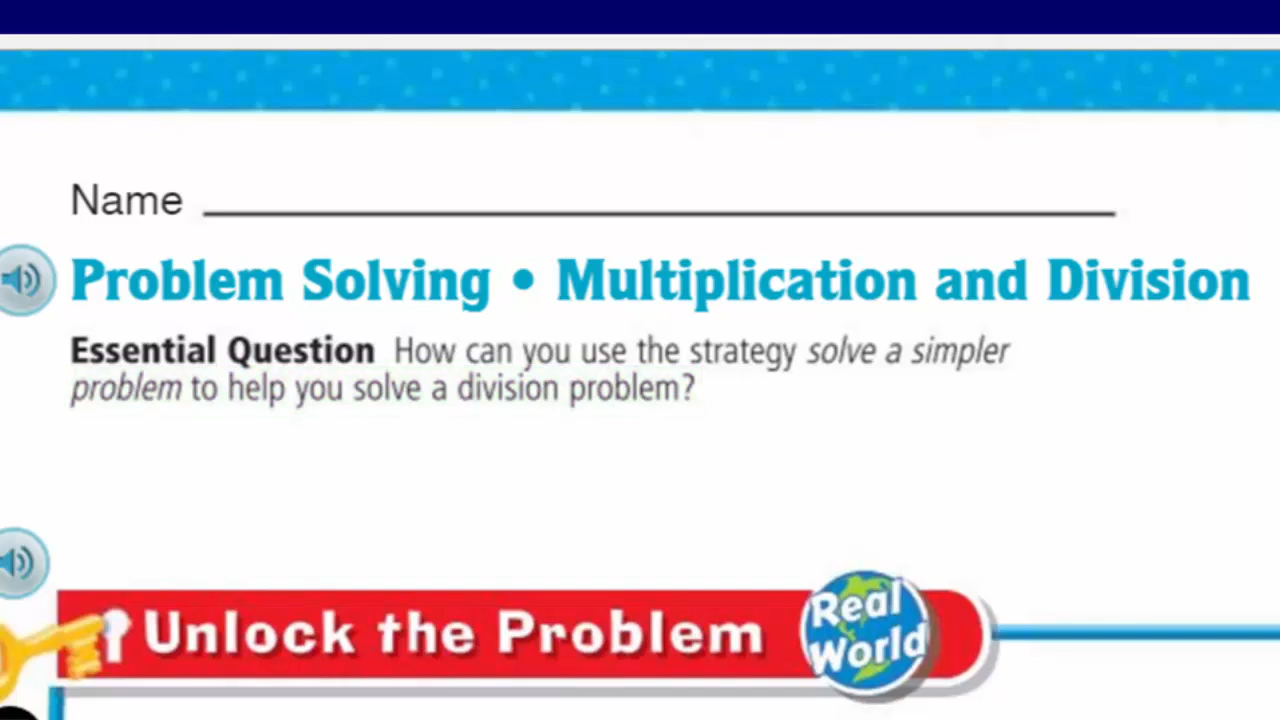 Name
Problem Solving • Multiplication and Division
Essential Question How can you use the strategy solve a simpler
problem to help you solve a division problem?
Unlock the Problem
Real
World